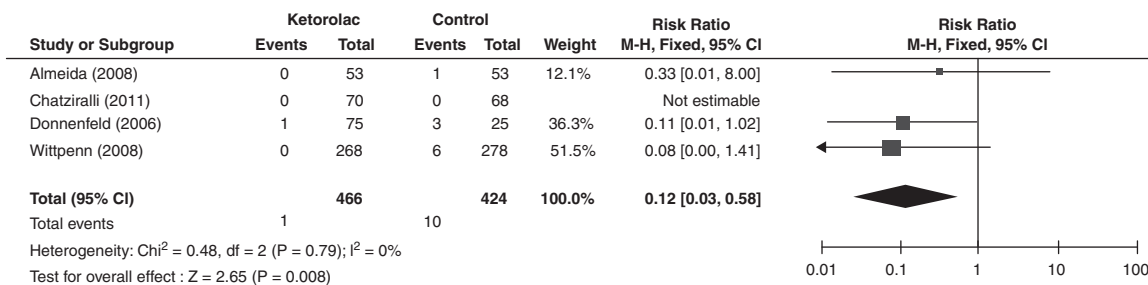 Ketorolac Control Risk Ratio Risk Ratio
Study or Subgroup Events Total Events Total Weight M-H, Fixed, 95% CI M-H, Fixed, 95% CI
Almeida (2008) 0 53 1 53 12.1% 0.33 [0.01, 8.00]
Chatziralli (2011) 0 70 0 68 Not estimable
Donnenfeld (2006) 1 75 3 25 36.3% 0.11 [0.01, 1.02]
Wittpenn (2008) 0 268 6 278 51.5% 0.08 [0.00, 1.41]
Total (95% CI) 466 424 100.0% 0.12 [0.03, 0.58]
Total events 1 10
Heterogeneity: Chi² = 0.48, df = 2 (P = 0.79); I² = 0%
Test for overall effect : Z = 2.65 (P = 0.008)
0.01 0.1 1 10 100